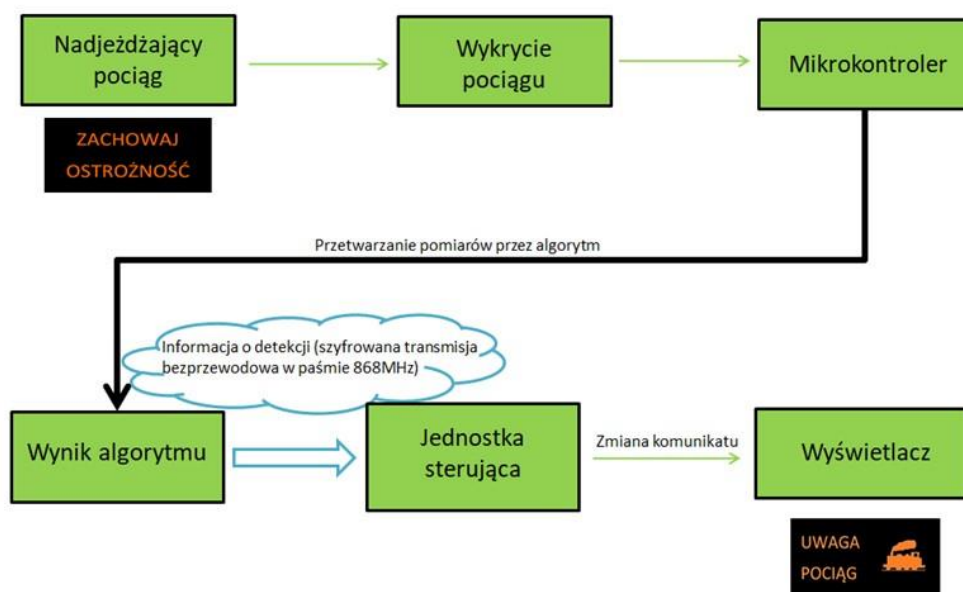 Nadjeżdżający
pociąg
Wykrycie
pociągu
Mikrokontroler
ZACHOWAJ
OSTROŻNOŚĆ
Przetwarzanie pomiarów przez algorytm
Informacja o detekcji (szyfrowana transmisja
bezprzewodowa w paśmie 868MHz)
Wynik algorytmu
Jednostka
sterująca
Zmiana komunikatu
Wyświetlacz
UWAGA
POCIĄG